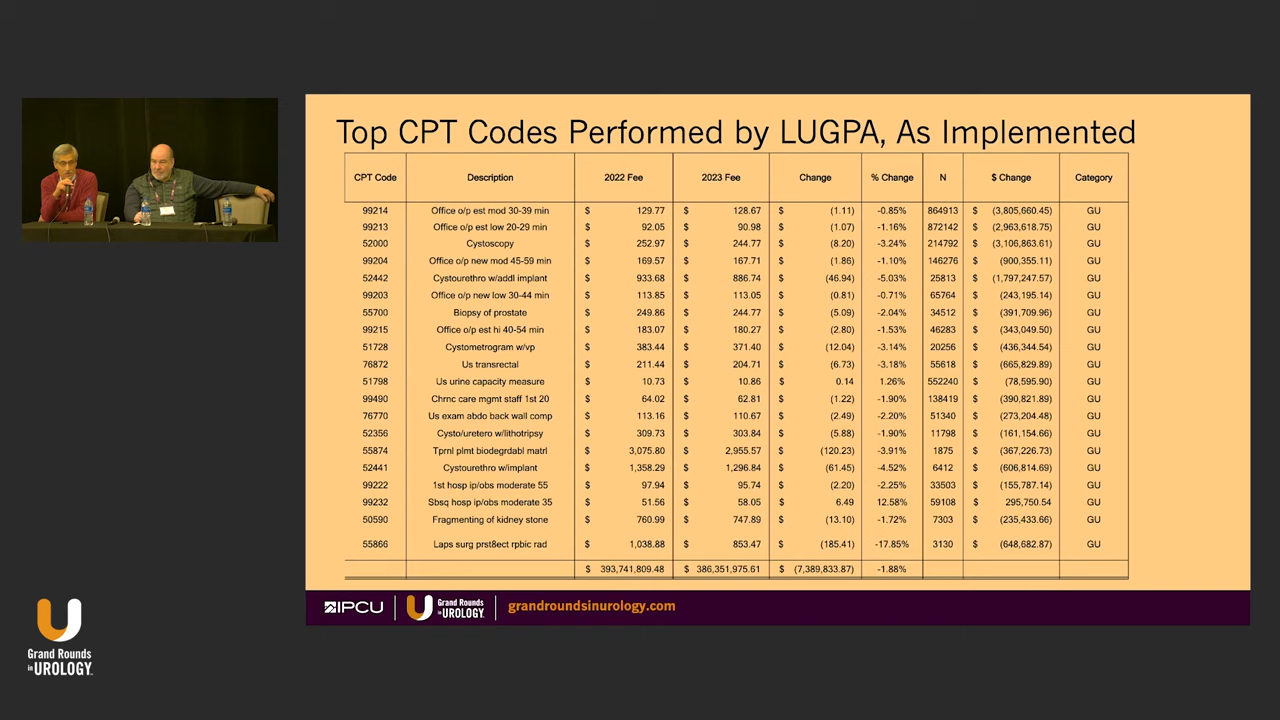 Top CPT Codes Performed by LUGPA, As Implemented
CPT Code Description 2022 Fee 2023 Fee Change % Change N $ Change Category
99214 Office o/p est mod 30-39 min $ 129.77 $ 128.67 $ (1.11) -0.85% 864913 $ (3,805,660.45) GU
99213 Office o/p est low 20-29 min $ 92.05 $ 90.98 $ (1.07) -1.16% 872142 $ (2,963,618.75) GU
52000 Cystoscopy $ 252.97 $ 244.77 $ (8.20) -3.24% 214792 $ (3,106,863.61) GU
99204 Office o/p new mod 45-59 min $ 169.57 $ 167.71 $ (1.86) -1.10% 146276 $ (900,355.11) GU
52442 Cystourethro w/addl implant $ 933.68 $ 886.74 $ (46.94) -5.03% 25813 $ (1,797,247.57) GU
99203 Office o/p new low 30-44 min $ 113.85 $ 113.05 $ (0.81) -0.71% 65764 $ (243,195.14) GU
55700 Biopsy of prostate $ 249.86 $ 244.77 $ (5.09) -2.04% 34512 $ (391,709.96) GU
99215 Office o/p est hi 40-54 min $ 183.07 $ 180.27 $ (2.80) -1.53% 46283 $ (343,049.50) GU
51728 Cystometrogram w/vp $ 383.44 $ 371.40 $ (12.04) -3.14% 20256 $ (436,344.54) GU
76872 Us transrectal $ 211.44 $ 204.71 $ (6.73) -3.18% 55618 $ (665,829.89) GU
51798 Us urine capacity measure $ 10.73 $ 10.86 $ 0.14 1.26% 552240 $ (78,595.90) GU
99490 Chrnc care mgmt staff 1st 20 $ 64.02 $ 62.81 $ (1.22) -1.90% 138419 $ (390,821.89) GU
76770 Us exam abdo back wall comp $ 113.16 $ 110.67 $ (2.49) -2.20% 51340 $ (273,204.48) GU
52356 Cysto/uretero w/lithotripsy $ 309.73 $ 303.84 $ (5.88) -1.90% 11798 $ (161,154.66) GU
55874 Tprnl plmt biodegrdabl matrl $ 3,075.80 $ 2,955.57 $ (120.23) -3.91% 1875 $ (367,226.73) GU
52441 Cystourethro w/implant $ 1,358.29 $ 1,296.84 $ (61.45) -4.52% 6412 $ (606,814.69) GU
99222 1st hosp ip/obs moderate 55 $ 97.94 $ 95.74 $ (2.20) -2.25% 33503 $ (155,787.14) GU
99232 Sbsq hosp ip/obs moderate 35 $ 51.56 $ 58.05 $ 6.49 12.58% 59108 $ 295,750.54 GU
50590 Fragmenting of kidney stone $ 760.99 $ 747.89 $ (13.10) -1.72% 7303 $ (235,433.66) GU
55866 Laps surg prst8ect rpbic rad $ 1,038.88 $ 853.47 $ (185.41) -17.85% 3130 $ (648,682.87) GU
$ 393,741,809.48 $ 386,351,975.61 $ (7,389,833.87) -1.88%
IPCU Grand Rounds in UROLOGY grandroundsinurology.com
Grand Rounds
in UROLOGY